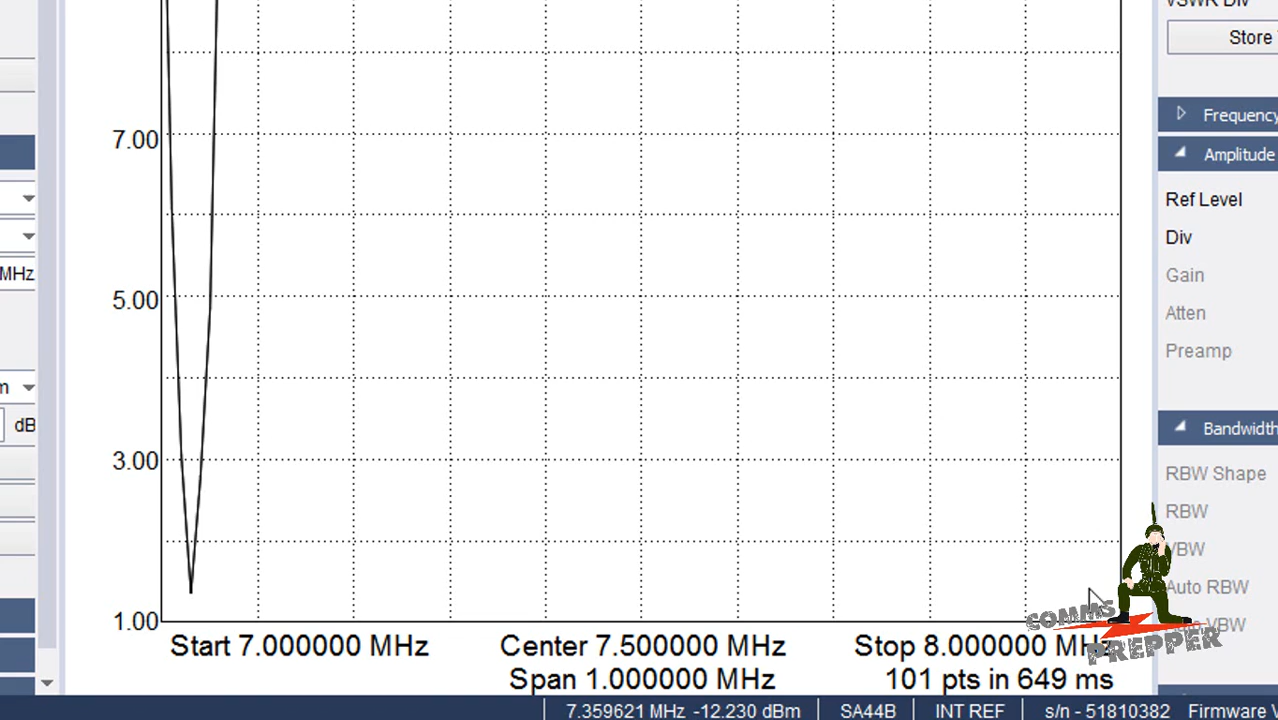 VSWR Div
Store
Frequency
7.00
Amplitude
Ref Level
Div
MHz
Gain
5.00
Atten
Preamp
m
dB
Bandwidth
3.00
RBW Shape
RBW
VBW
Auto RBW
1.00
VBW
COMMS
PREPPER
Start 7.000000 MHz
Center 7.500000 MHz
Stop 8.000000 MHz
Span 1.000000 MHz
101 pts in 649 ms
7.359621 MHz -12.230 dBm
SA44B
INT REF
s/n - 51810382
Firmware V